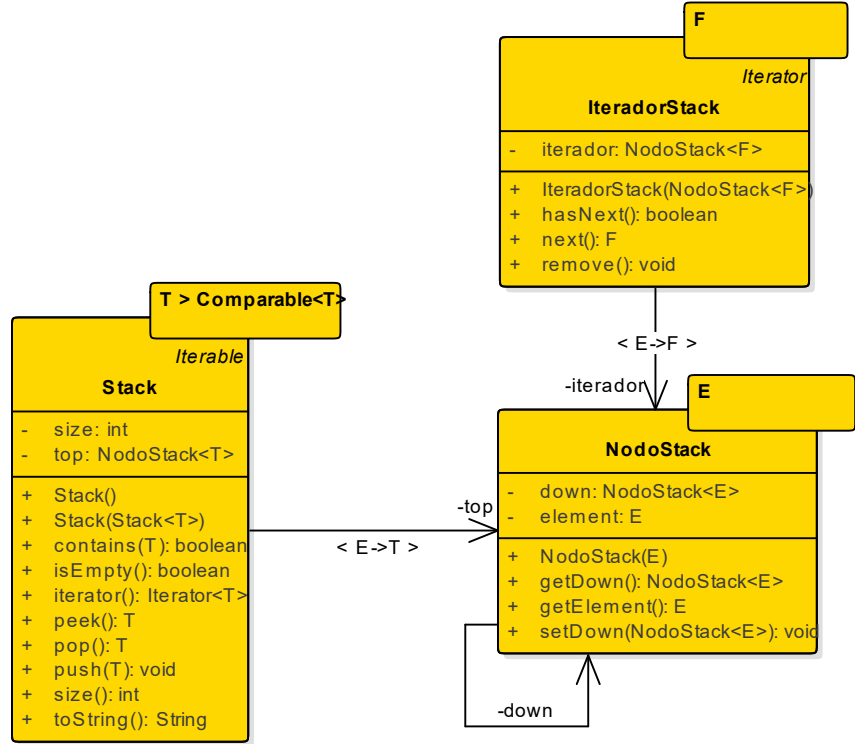 F
Iterator
IteradorStack
- iterador: NodoStack<F>
+ IteradorStack(NodoStack<F>)
+ hasNext(): boolean
+ next(): F
+ remove(): void
< E->F >
-iterador
T > Comparable<T>
Iterable
Stack
- size: int
- top: NodoStack<T>
+ Stack()
+ Stack(Stack<T>)
+ contains(T): boolean
+ isEmpty(): boolean
+ iterator(): Iterator<T>
+ peek(): T
+ pop(): T
+ push(T): void
+ size(): int
+ toString(): String
-top
< E->T >
E
NodoStack
- down: NodoStack<E>
- element: E
+ NodoStack(E)
+ getDown(): NodoStack<E>
+ getElement(): E
+ setDown(NodoStack<E>): void
-down